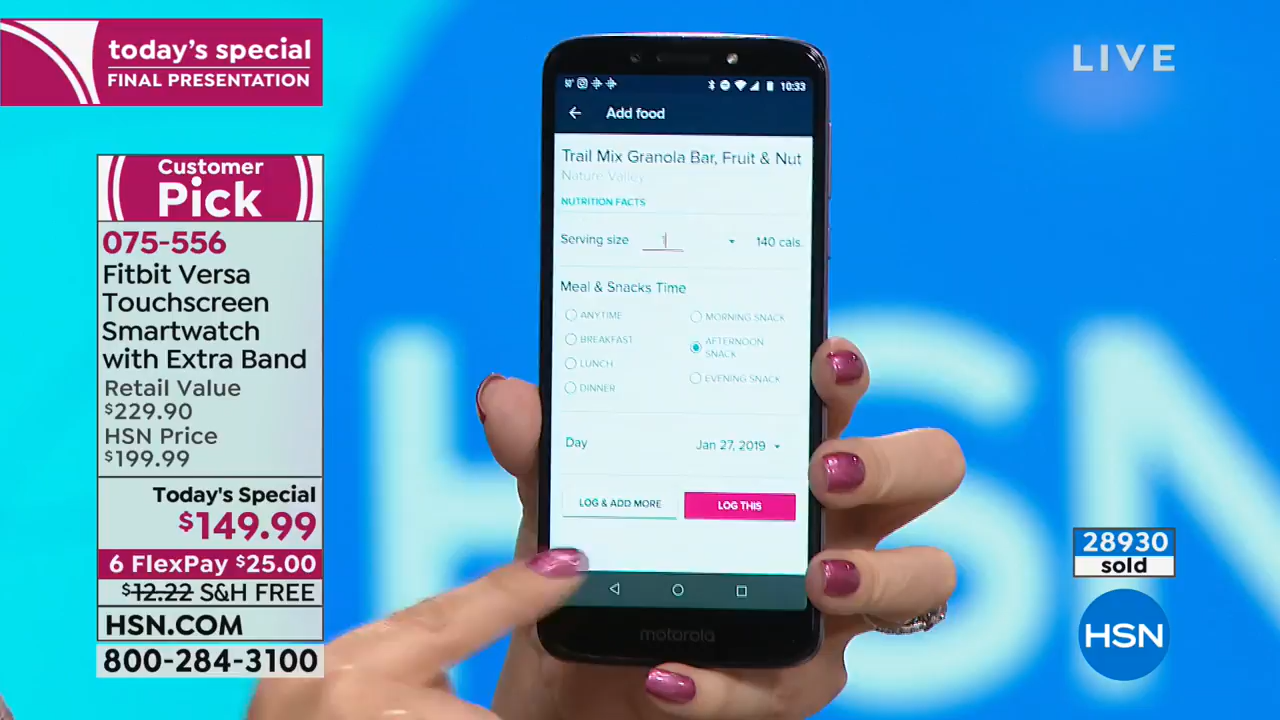 today's special
FINAL PRESENTATION
LIVE
Customer
Pick
075-556
Fitbit Versa
Touchscreen
Smartwatch
with Extra Band
Retail Value
$229.90
HSN Price
$199.99
Today's Special
$149.99
6 FlexPay $25.00
$12.22 S&H FREE
HSN.COM
800-284-3100
10:33
Add food
Trail Mix Granola Bar, Fruit & Nut
Nature Valley
NUTRITION FACTS
Serving size 1 140 cals.
Meal & Snacks Time
ANYTIME
BREAKFAST
LUNCH
DINNER
MORNING SNACK
AFTERNOON
SNACK
EVENING SNACK
Day Jan 27, 2019
LOG & ADD MORE LOG THIS
motorola
28930
sold
HSN
HSN